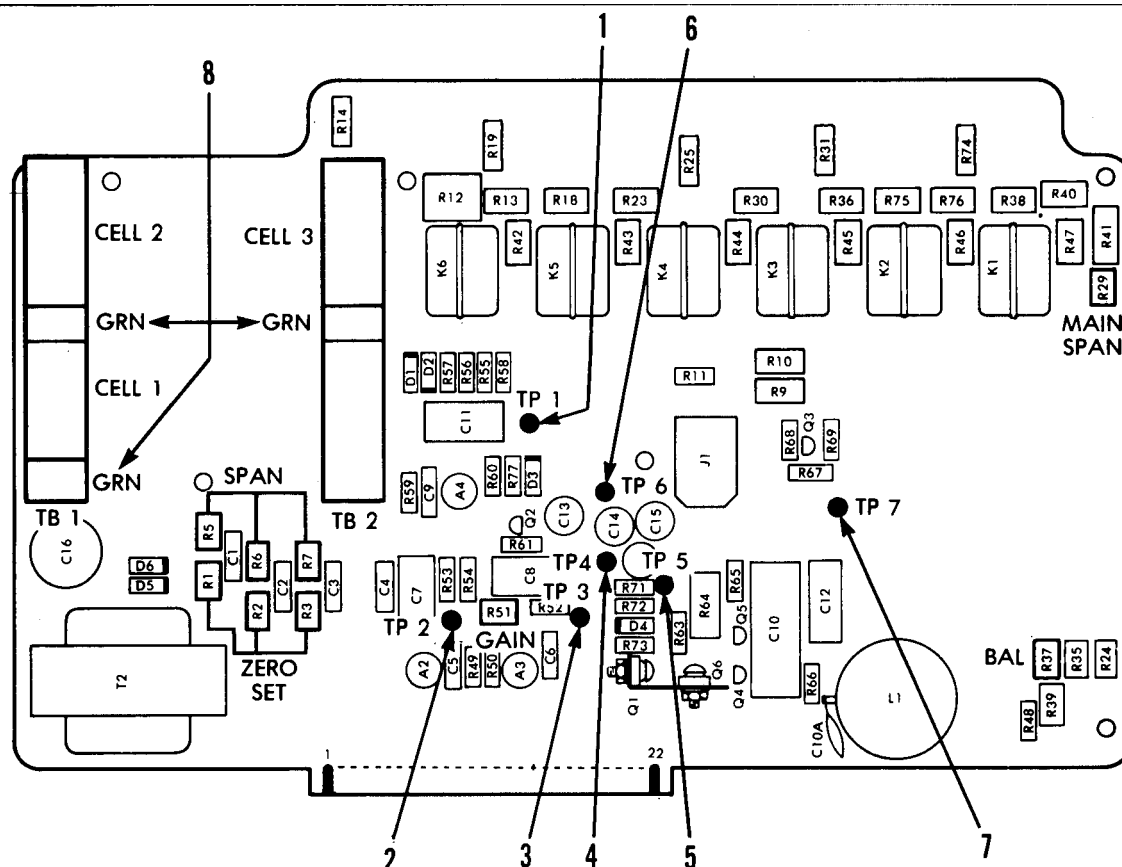 1
6
8
R14
R19
R25
R31
R74
R12
R13
R18
R23
R30
R36
R75
R76
R38
R40
CELL 2
CELL 3
R42
R43
R44
R45
R46
R47
R41
K6
K5
K4
K3
K2
K1
R29
GRN
GRN
MAIN
SPAN
D1
D2
R57
R56
R55
R58
R11
R10
R9
CELL 1
TP 1
C11
R68
Q3
R69
J1
R67
GRN
SPAN
R59
C9
A4
R60
R77
D3
TP 6
TP 7
TB 1
TB 2
Q2
C13
C14
C15
R5
C1
R6
R7
R61
C16
D6
D5
R1
C2
C3
C4
C7
R53
R54
C8
TP4
TP 5
R71
R65
R64
C10
C12
R2
R3
R51
R52
TP 3
R72
Q5
TP 2
GAIN
D4
R63
R73
ZERO
SET
A2
C5
R49
R50
A3
C6
Q1
Q6
Q4
R66
BAL
R37
R35
R24
T2
L1
C10A
R48
R39
1
22
2
3
4
5
7